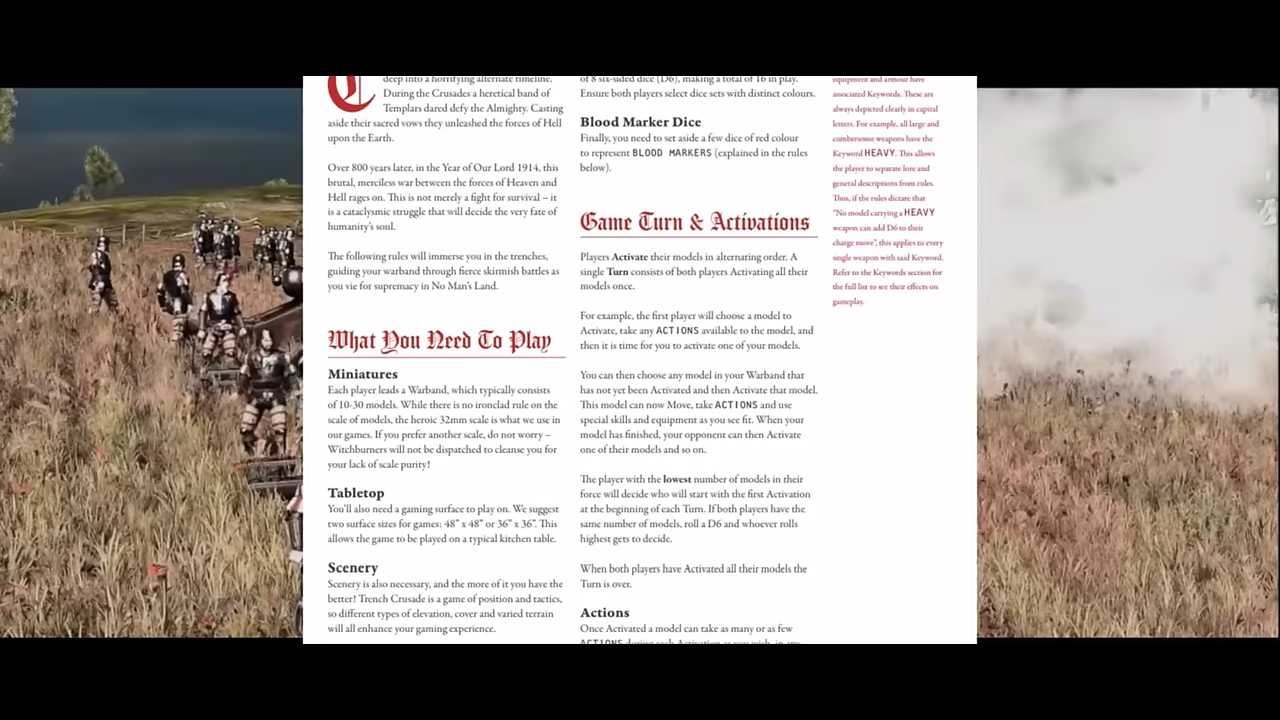 deep into a horrifying alternate timeline.
During the Crusades a heretical band of
Templars dared defy the Almighty. Casting
aside their sacred vows they unleashed the forces of Hell
upon the Earth.
Over 800 years later, in the Year of Our Lord 1914, this
brutal, merciless war between the forces of Heaven and
Hell rages on. This is not merely a fight for survival – it
is a cataclysmic struggle that will decide the very fate of
humanity's soul.
The following rules will immerse you in the trenches,
guiding your warband through fierce skirmish battles as
you vie for supremacy in No Man's Land.
What You Need To Play
Miniatures
Each player leads a Warband, which typically consists
of 10-30 models. While there is no ironclad rule on the
scale of models, the heroic 32mm scale is what we use in
our games. If you prefer another scale, do not worry –
Witchburners will not be dispatched to cleanse you for
your lack of scale purity!
Tabletop
You'll also need a gaming surface to play on. We suggest
two surface sizes for games: 48" x 48" or 36" x 36". This
allows the game to be played on a typical kitchen table.
Scenery
Scenery is also necessary, and the more of it you have the
better! Trench Crusade is a game of position and tactics,
so different types of elevation, cover and varied terrain
will all enhance your gaming experience.
of 8 six-sided dice (D6), making a total of 16 in play.
Ensure both players select dice sets with distinct colours.
Blood Marker Dice
Finally, you need to set aside a few dice of red colour
to represent BLOOD MARKERS (explained in the rules
below).
Game Turn & Activations
Players Activate their models in alternating order. A
single Turn consists of both players Activating all their
models once.
For example, the first player will choose a model to
Activate, take any ACTIONS available to the model, and
then it is time for you to activate one of your models.
You can then choose any model in your Warband that
has not yet been Activated and then Activate that model.
This model can now Move, take ACTIONS and use
special skills and equipment as you see fit. When your
model has finished, your opponent can then Activate
one of their models and so on.
The player with the lowest number of models in their
force will decide who will start with the first Activation
at the beginning of each Turn. If both players have the
same number of models, roll a D6 and whoever rolls
highest gets to decide.
When both players have Activated all their models the
Turn is over.
Actions
Once Activated a model can take as many or as few
ACTIONS during each Activation as you wish, in any
equipment and armour have
associated Keywords. These are
always depicted clearly in capital
letters. For example, all large and
cumbersome weapons have the
Keyword HEAVY. This allows
the player to separate lore and
general descriptions from rules.
Thus, if the rules dictate that
"No model carrying a HEAVY
weapon can add D6 to their
charge move", this applies to every
single weapon with said Keyword.
Refer to the Keywords section for
the full list to see their effects on
gameplay.